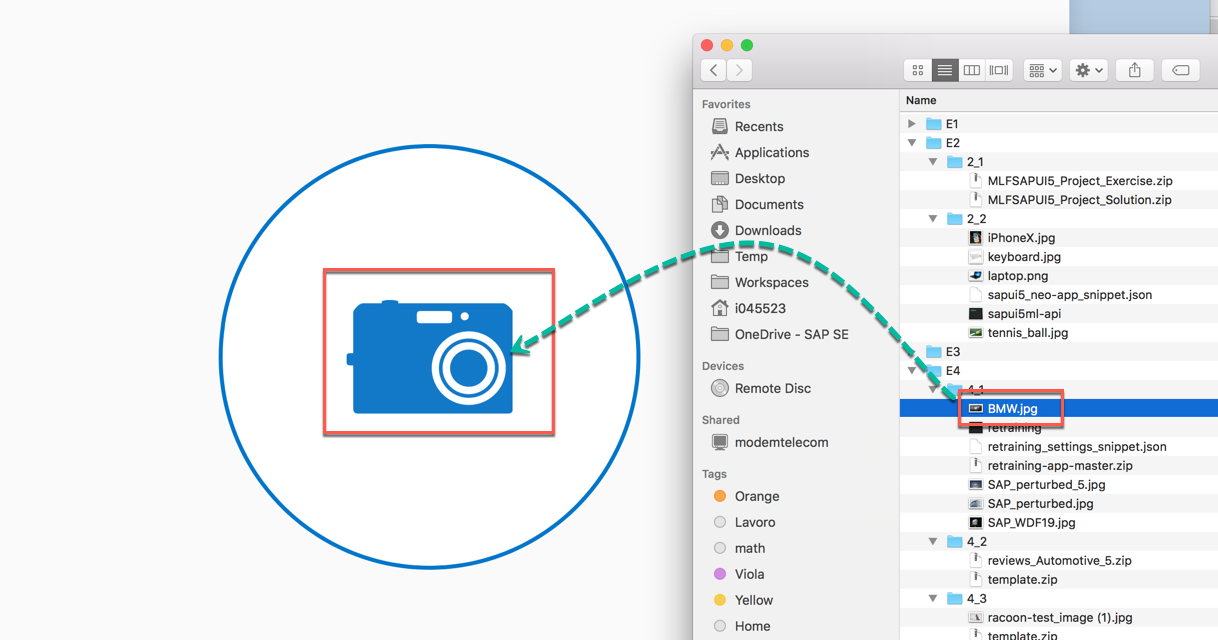 Favorites
Recents
Applications
Desktop
Documents
Downloads
Temp
Workspaces
i045523
OneDrive - SAP SE
Devices
Remote Disc
Shared
modemtelecom
Tags
Orange
Lavoro
math
Viola
Yellow
Home
Name
E1
E2
2_1
MLFSAPUI5_Project_Exercise.zip
MLFSAPUI5_Project_Solution.zip
2_2
iPhoneX.jpg
keyboard.jpg
laptop.png
sapui5_neo-app_snippet.json
sapui5ml-api
tennis_ball.jpg
E3
E4
4_1
BMW.jpg
retraining
retraining_settings_snippet.json
retraining-app-master.zip
SAP_perturbed_5.jpg
SAP_perturbed.jpg
SAP_WDF19.jpg
4_2
reviews_Automotive_5.zip
template.zip
4_3
racoon-test_image (1).jpg
template.zip